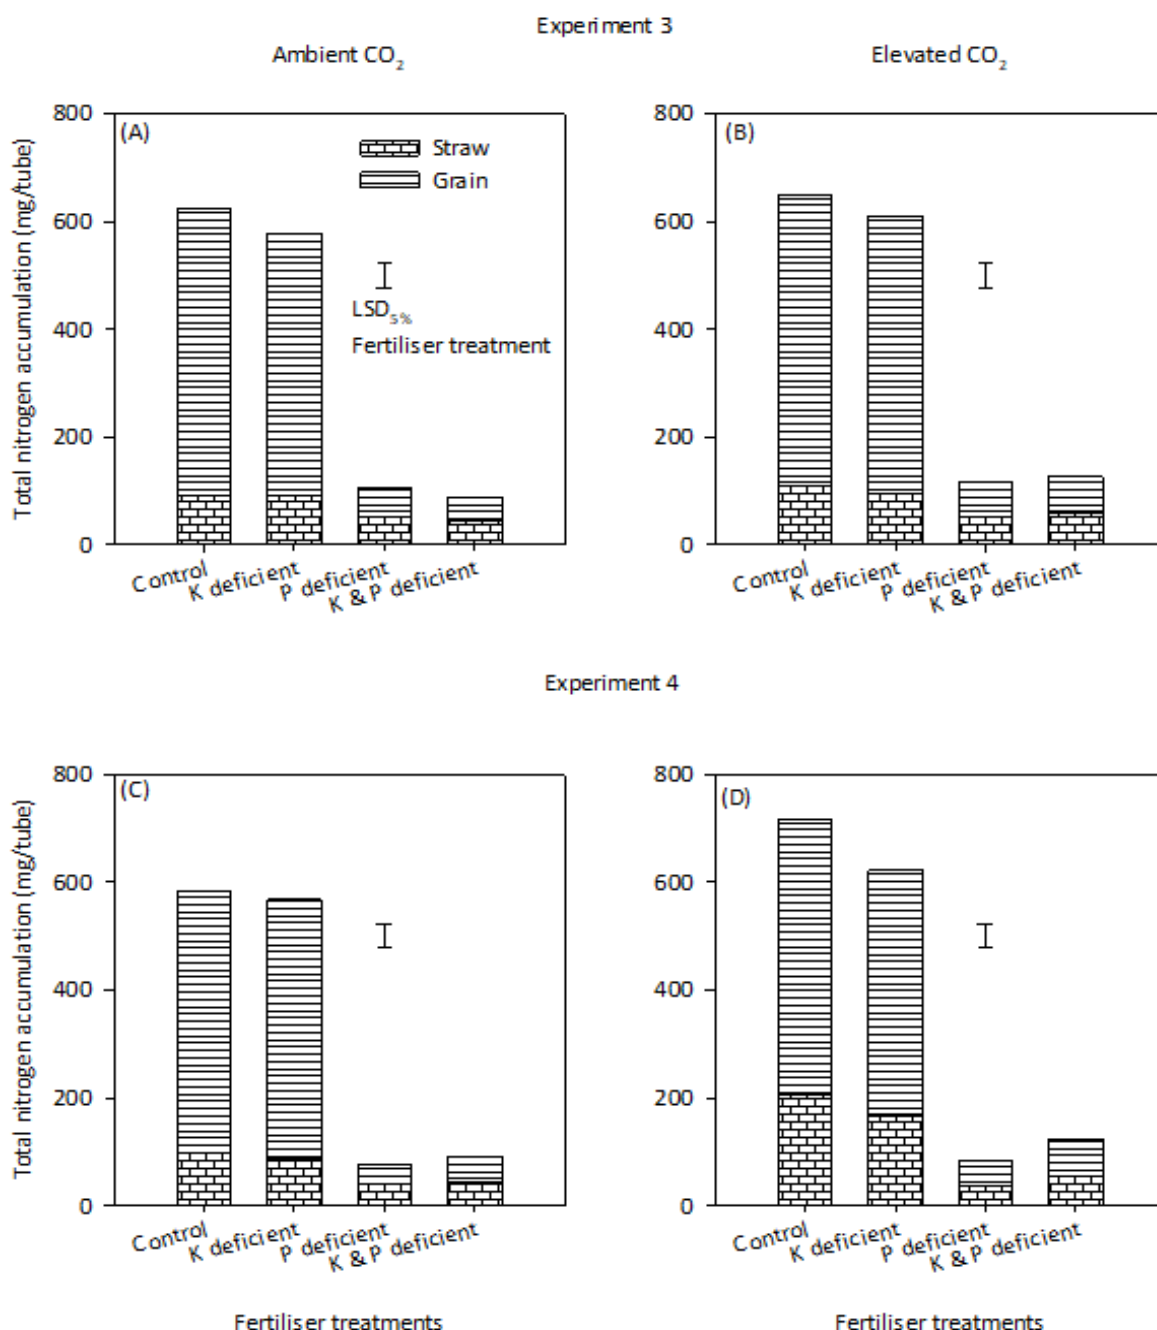 Experiment 3
Ambient CO₂
Elevated CO₂
Total nitrogen accumulation (mg/tube)
800
600
400
200
0
(A)
Straw
Grain
LSD₅%
Fertiliser treatment
Control
K deficient
P deficient
K & P deficient
800
600
400
200
0
(B)
Control
K deficient
P deficient
K & P deficient
Experiment 4
Total nitrogen accumulation (mg/tube)
800
600
400
200
0
(C)
Control
K deficient
P deficient
K & P deficient
Fertiliser treatments
800
600
400
200
0
(D)
Control
K deficient
P deficient
K & P deficient
Fertiliser treatments